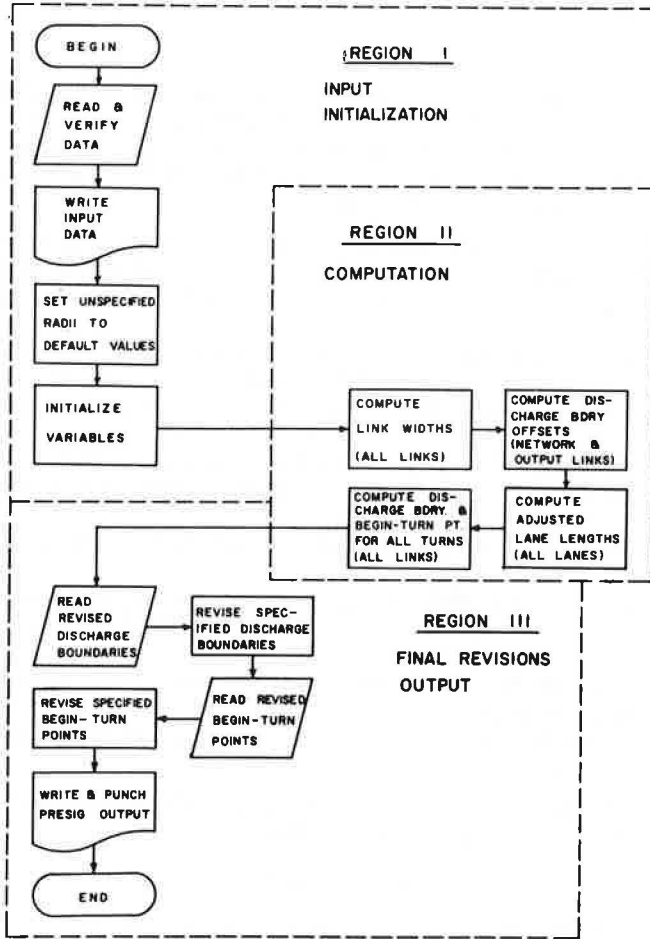 BEGIN
READ &
VERIFY
DATA
WRITE
INPUT
DATA
SET UNSPECIFIED
RADII TO
DEFAULT VALUES
INITIALIZE
VARIABLES
REGION I
INPUT
INITIALIZATION
REGION II
COMPUTATION
COMPUTE
LINK WIDTHS
(ALL LINKS)
COMPUTE DIS-
CHARGE BDRY
OFFSETS
(NETWORK &
OUTPUT LINKS)
COMPUTE
ADJUSTED
LANE LENGTHS
(ALL LANES)
COMPUTE DIS-
CHARGE BDRY. &
BEGIN-TURN PT.
FOR ALL TURNS
(ALL LINKS)
READ
REVISED
DISCHARGE
BOUNDARIES
REVISE SPEC-
IFIED DISCHARGE
BOUNDARIES
READ REVISED
BEGIN-TURN
POINTS
REVISE SPECIFIED
BEGIN-TURN
POINTS
WRITE & PUNCH
PRESIG OUTPUT
END
REGION III
FINAL REVISIONS
OUTPUT